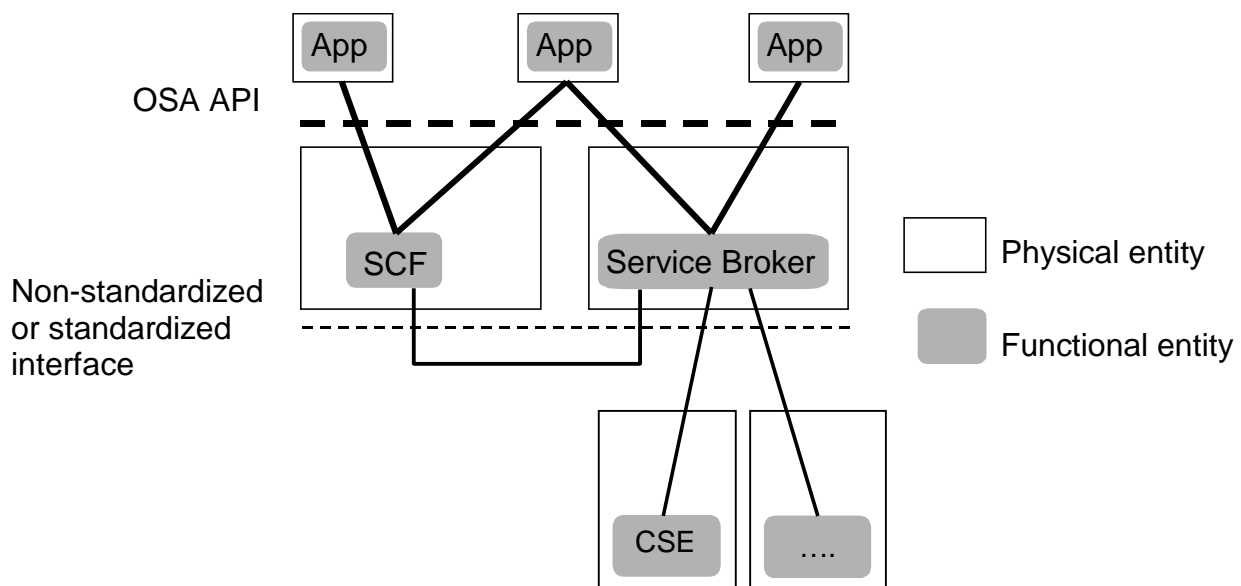 App
App
App
OSA API
SCF
Service Broker
Physical entity
Non-standardized
or standardized
interface
Functional entity
CSE
....